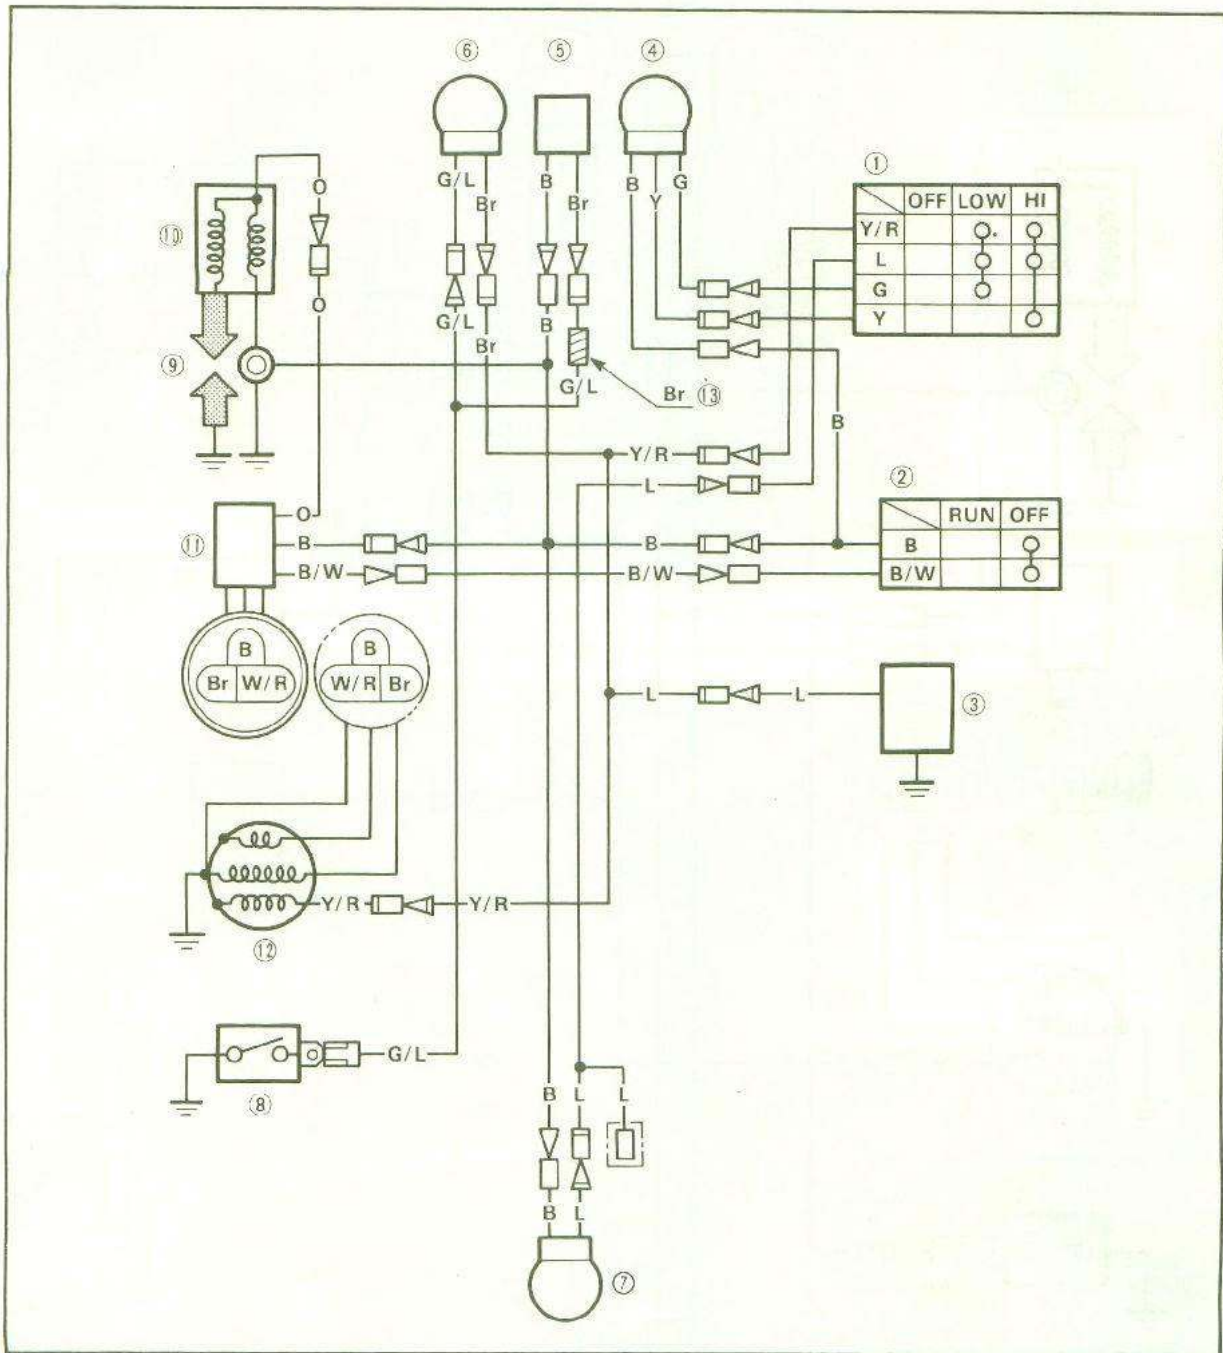 ⑥ ⑤ ④
G/L B Br B Y G
Br
①
OFF LOW HI
Y/R
L
G
Y
O
O
⑩
G/L Br B
⑨
G/L
Br ⑬
B
Y/R
L
②
RUN OFF
B
B/W
O
B
B/W
B
B/W
⑪
B
Br W/R
B
W/R Br
L L
③
Y/R Y/R
⑫
G/L
⑧
B L L
B L
⑦